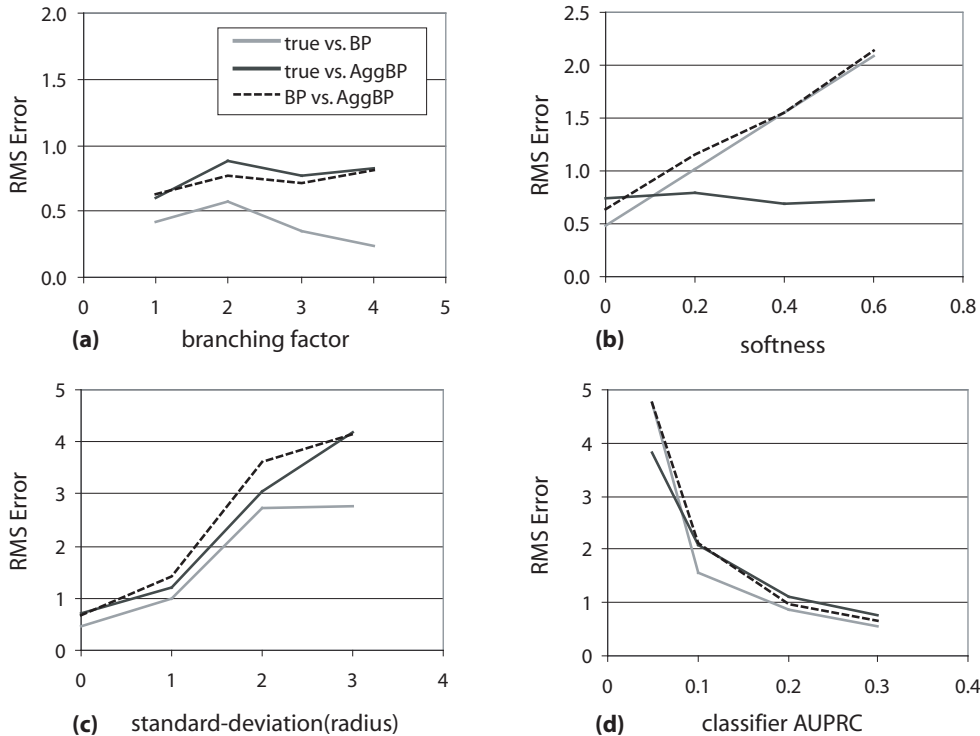 2.0
1.5
1.0
0.5
0.0
RMS Error
true vs. BP
true vs. AggBP
BP vs. AggBP
0 1 2 3 4 5
(a) branching factor
2.5
2.0
1.5
1.0
0.5
0.0
RMS Error
0 0.2 0.4 0.6 0.8
(b) softness
5
4
3
2
1
0
RMS Error
0 1 2 3 4
(c) standard-deviation(radius)
5
4
3
2
1
0
RMS Error
0 0.1 0.2 0.3 0.4
(d) classifier AUPRC